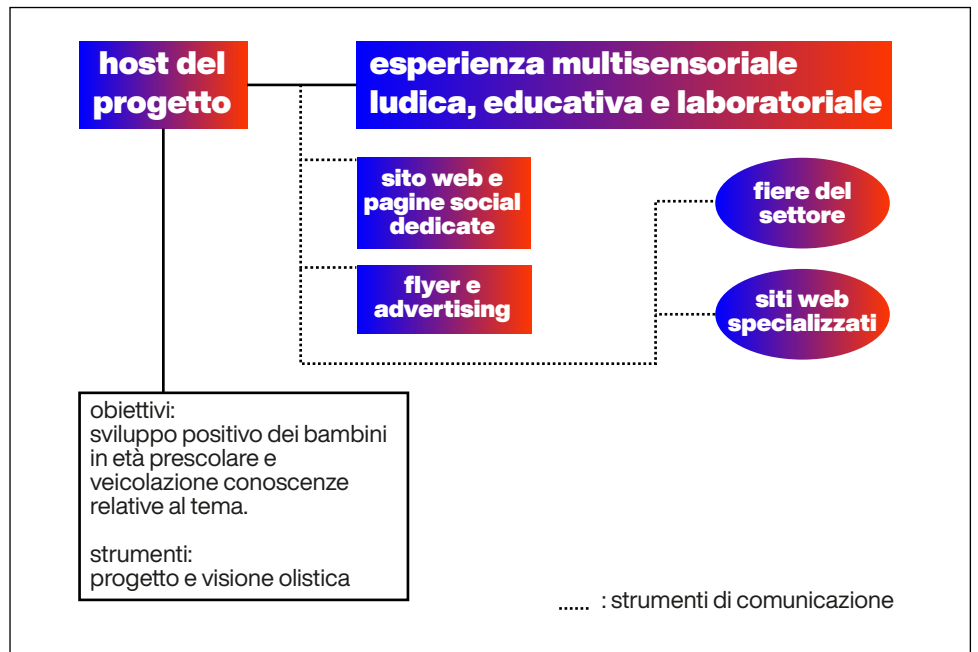 host del
progetto
esperienza multisensoriale
ludica, educativa e laboratoriale
sito web e
pagine social
dedicate
fiere del
settore
flyer e
advertising
siti web
specializzati
obiettivi:
sviluppo positivo dei bambini
in età prescolare e
veicolazione conoscenze
relative al tema.
strumenti:
progetto e visione olistica
...... : strumenti di comunicazione